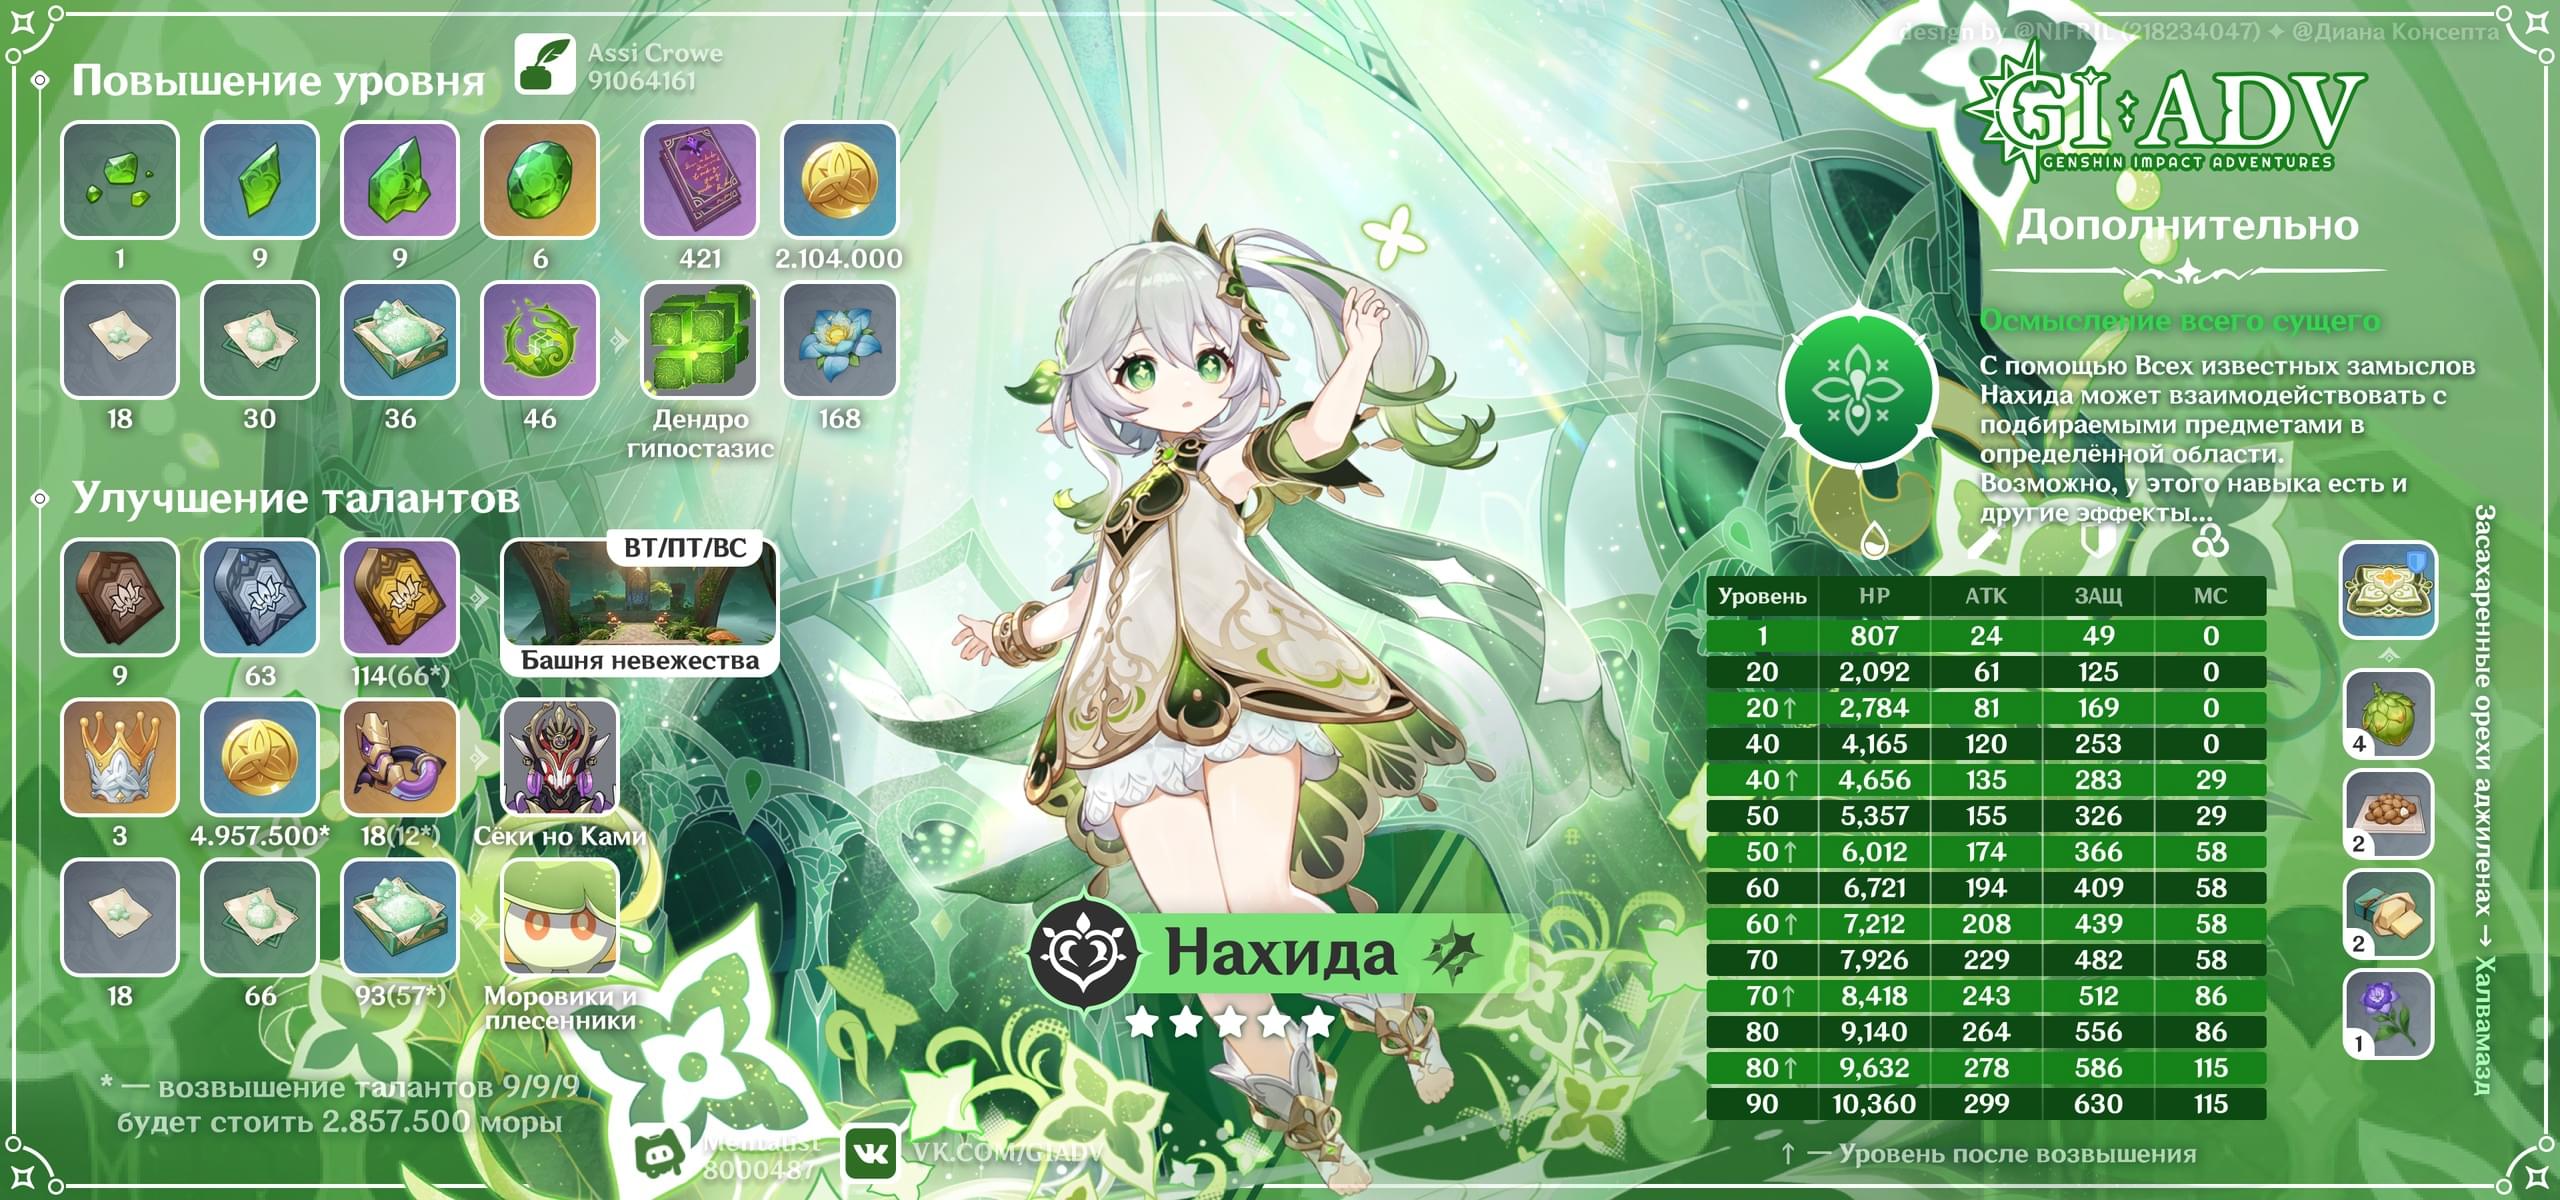 Повышение уровня
Assi Crowe
91064161
1
9
9
6
421
2.104.000
18
30
36
46
Дендро
гипостазис
168
Улучшение талантов
9
63
114(66*)
ВТ/ПТ/ВС
Башня невежества
3
4.957.500*
18(12*)
Сёки но Ками
18
66
93(57*)
Моровики и
плесенники
* — возвышение талантов 9/9/9
будет стоить 2.857.500 моры
Mentalist
8000487
VK.COM/GIADV
Нахида
design by @NIFRIL (218234047) ✦ @Диана Консепта
GI ADV
GENSHIN IMPACT ADVENTURES
Дополнительно
Осмысление всего сущего
С помощью Всех известных замыслов
Нахида может взаимодействовать с
подбираемыми предметами в
определённой области.
Возможно, у этого навыка есть и
другие эффекты...
Уровень HP АТК ЗАЩ МС
1 807 24 49 0
20 2,092 61 125 0
20↑ 2,784 81 169 0
40 4,165 120 253 0
40↑ 4,656 135 283 29
50 5,357 155 326 29
50↑ 6,012 174 366 58
60 6,721 194 409 58
60↑ 7,212 208 439 58
70 7,926 229 482 58
70↑ 8,418 243 512 86
80 9,140 264 556 86
80↑ 9,632 278 586 115
90 10,360 299 630 115
↑ — Уровень после возвышения
4
2
2
1
Засахаренные орехи аджиленах → Халвамазд